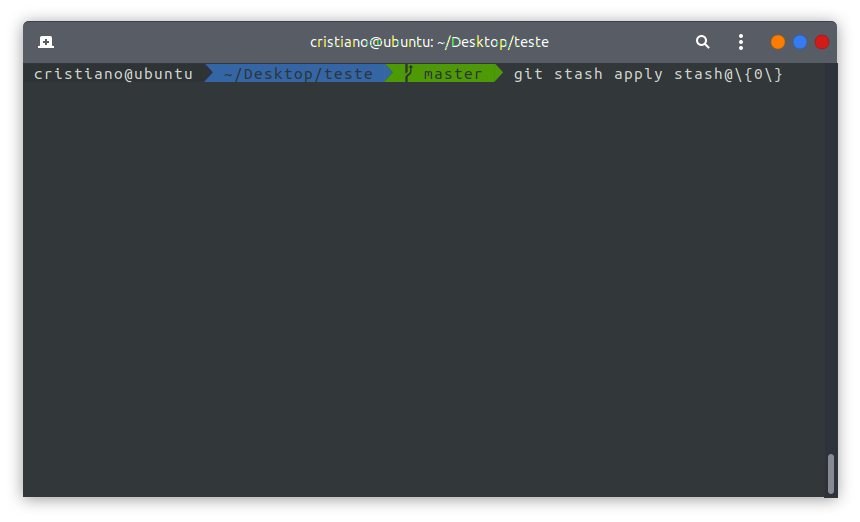 cristiano@ubuntu: ~/Desktop/teste
cristiano@ubuntu ~/Desktop/teste master git stash apply stash@\{0\}